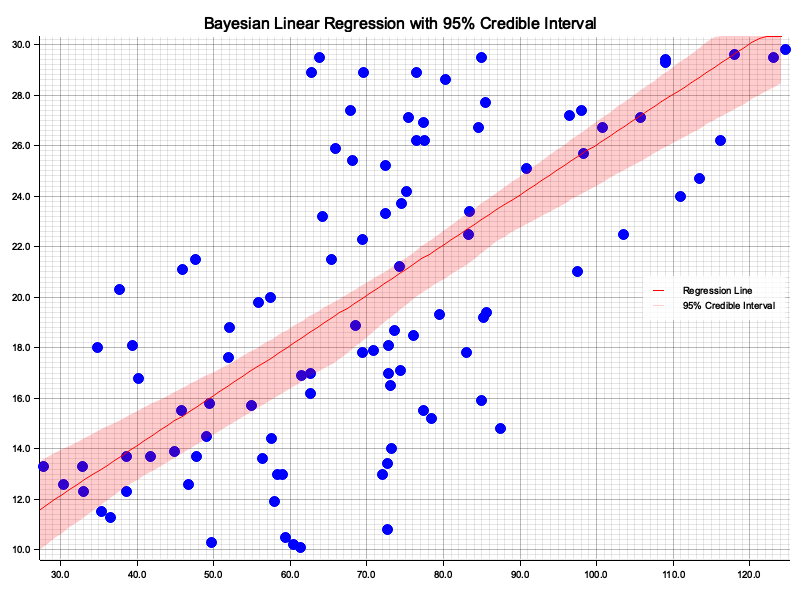 Bayesian Linear Regression with 95% Credible Interval
30.0
28.0
26.0
24.0
22.0
20.0
18.0
16.0
14.0
12.0
10.0
Regression Line
95% Credible Interval
30.0 40.0 50.0 60.0 70.0 80.0 90.0 100.0 110.0 120.0